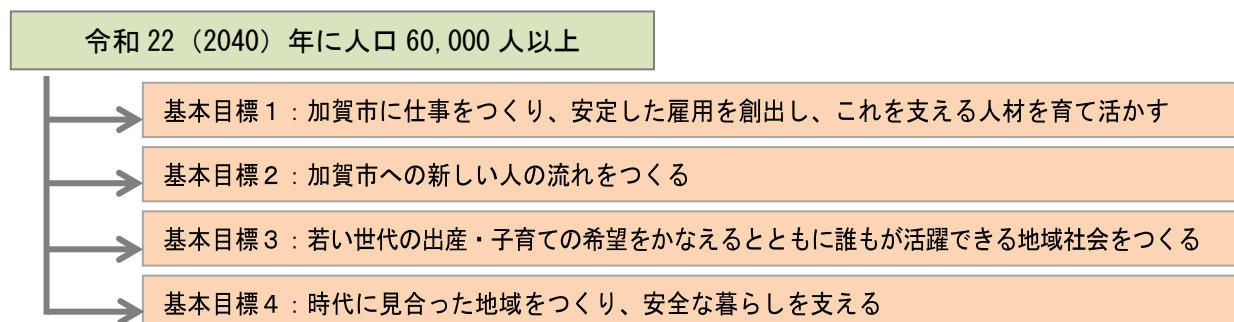 令和 22（2040）年に人口 60,000 人以上
基本目標１：加賀市に仕事をつくり、安定した雇用を創出し、これを支える人材を育て活かす
基本目標２：加賀市への新しい人の流れをつくる
基本目標３：若い世代の出産・子育ての希望をかなえるとともに誰もが活躍できる地域社会をつくる
基本目標４：時代に見合った地域をつくり、安全な暮らしを支える